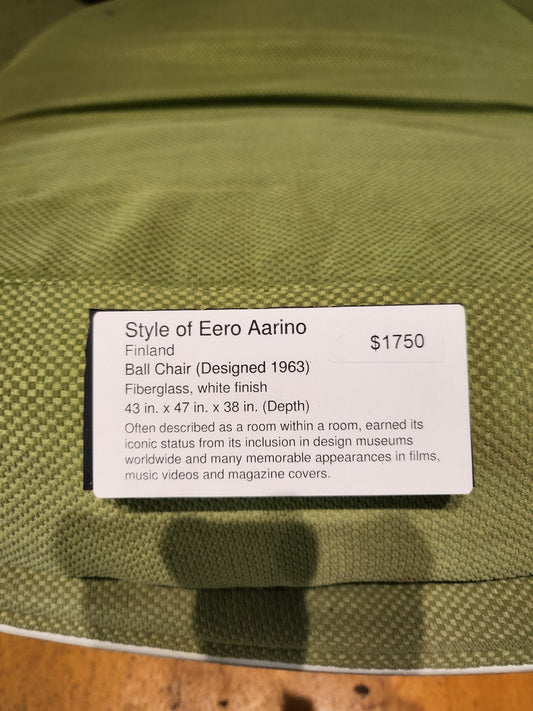 Style of Eero Aarino
$1750
Finland
Ball Chair (Designed 1963)
Fiberglass, white finish
43 in. x 47 in. x 38 in. (Depth)
Often described as a room within a room, earned its
iconic status from its inclusion in design museums
worldwide and many memorable appearances in films,
music videos and magazine covers.